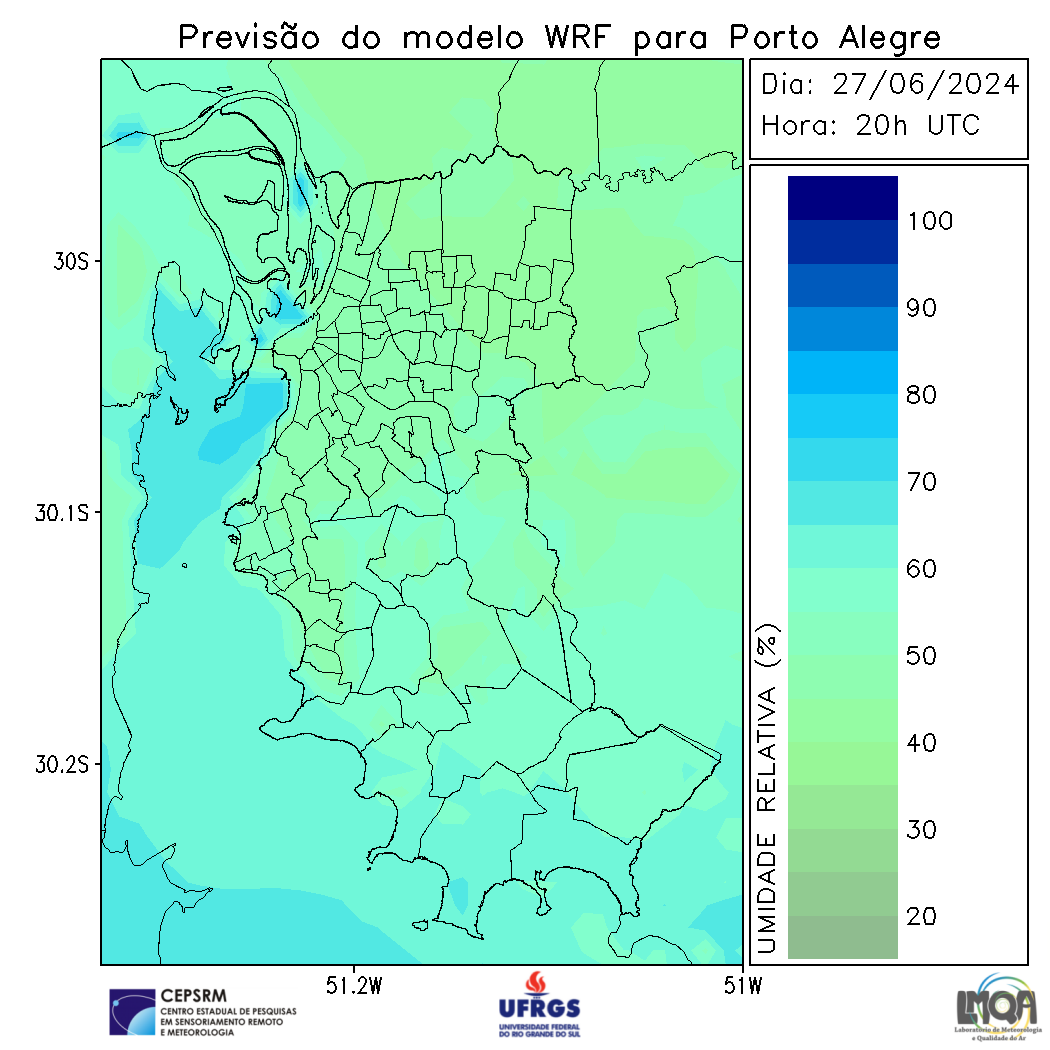 Previsão do modelo WRF para Porto Alegre
Dia: 27/06/2024
Hora: 20h UTC
30S
30.1S
30.2S
51.2W
51W
UMIDADE RELATIVA (%)
100
90
80
70
60
50
40
30
20
CEPSRM
CENTRO ESTADUAL DE PESQUISAS
EM SENSORIAMENTO REMOTO
E METEOROLOGIA
UFRGS
UNIVERSIDADE FEDERAL
DO RIO GRANDE DO SUL
LMQA
Laboratório de Meteorologia
e Qualidade do Ar